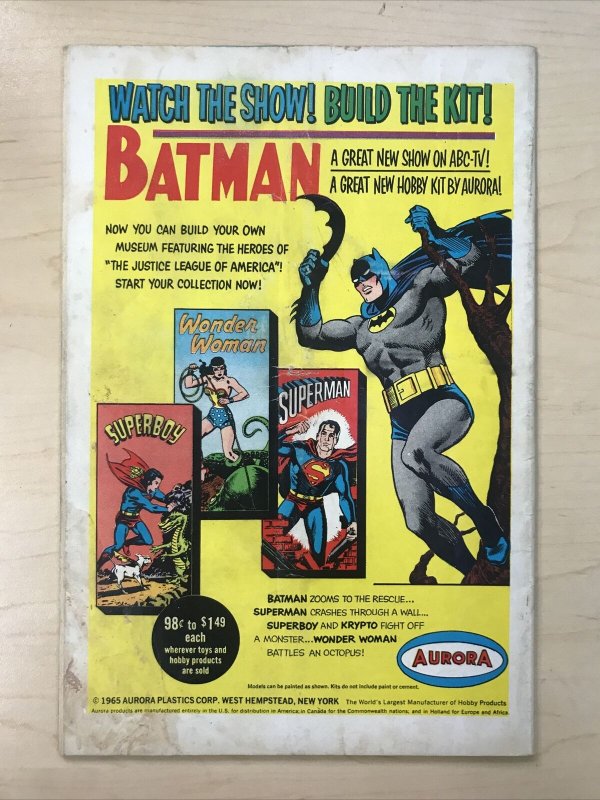 WATCH THE SHOW! BUILD THE KIT!
BATMAN
A GREAT NEW SHOW ON ABC-TV!
A GREAT NEW HOBBY KIT BY AURORA!
NOW YOU CAN BUILD YOUR OWN
MUSEUM FEATURING THE HEROES OF
"THE JUSTICE LEAGUE OF AMERICA"!
START YOUR COLLECTION NOW!
Wonder
Woman
SUPERMAN
SUPERBOY
98¢ to $149
each
wherever toys and
hobby products
are sold
BATMAN ZOOMS TO THE RESCUE...
SUPERMAN CRASHES THROUGH A WALL...
SUPERBOY AND KRYPTO FIGHT OFF
A MONSTER...WONDER WOMAN
BATTLES AN OCTOPUS!
AURORA
Models can be painted as shown. Kits do not include paint or cement.
© 1965 AURORA PLASTICS CORP. WEST HEMPSTEAD, NEW YORK The World's Largest Manufacturer of Hobby Products
Aurora products are manufactured entirely in the U.S. for distribution in America; in Canada for the Commonwealth nations; and in Holland for Europe and Africa.